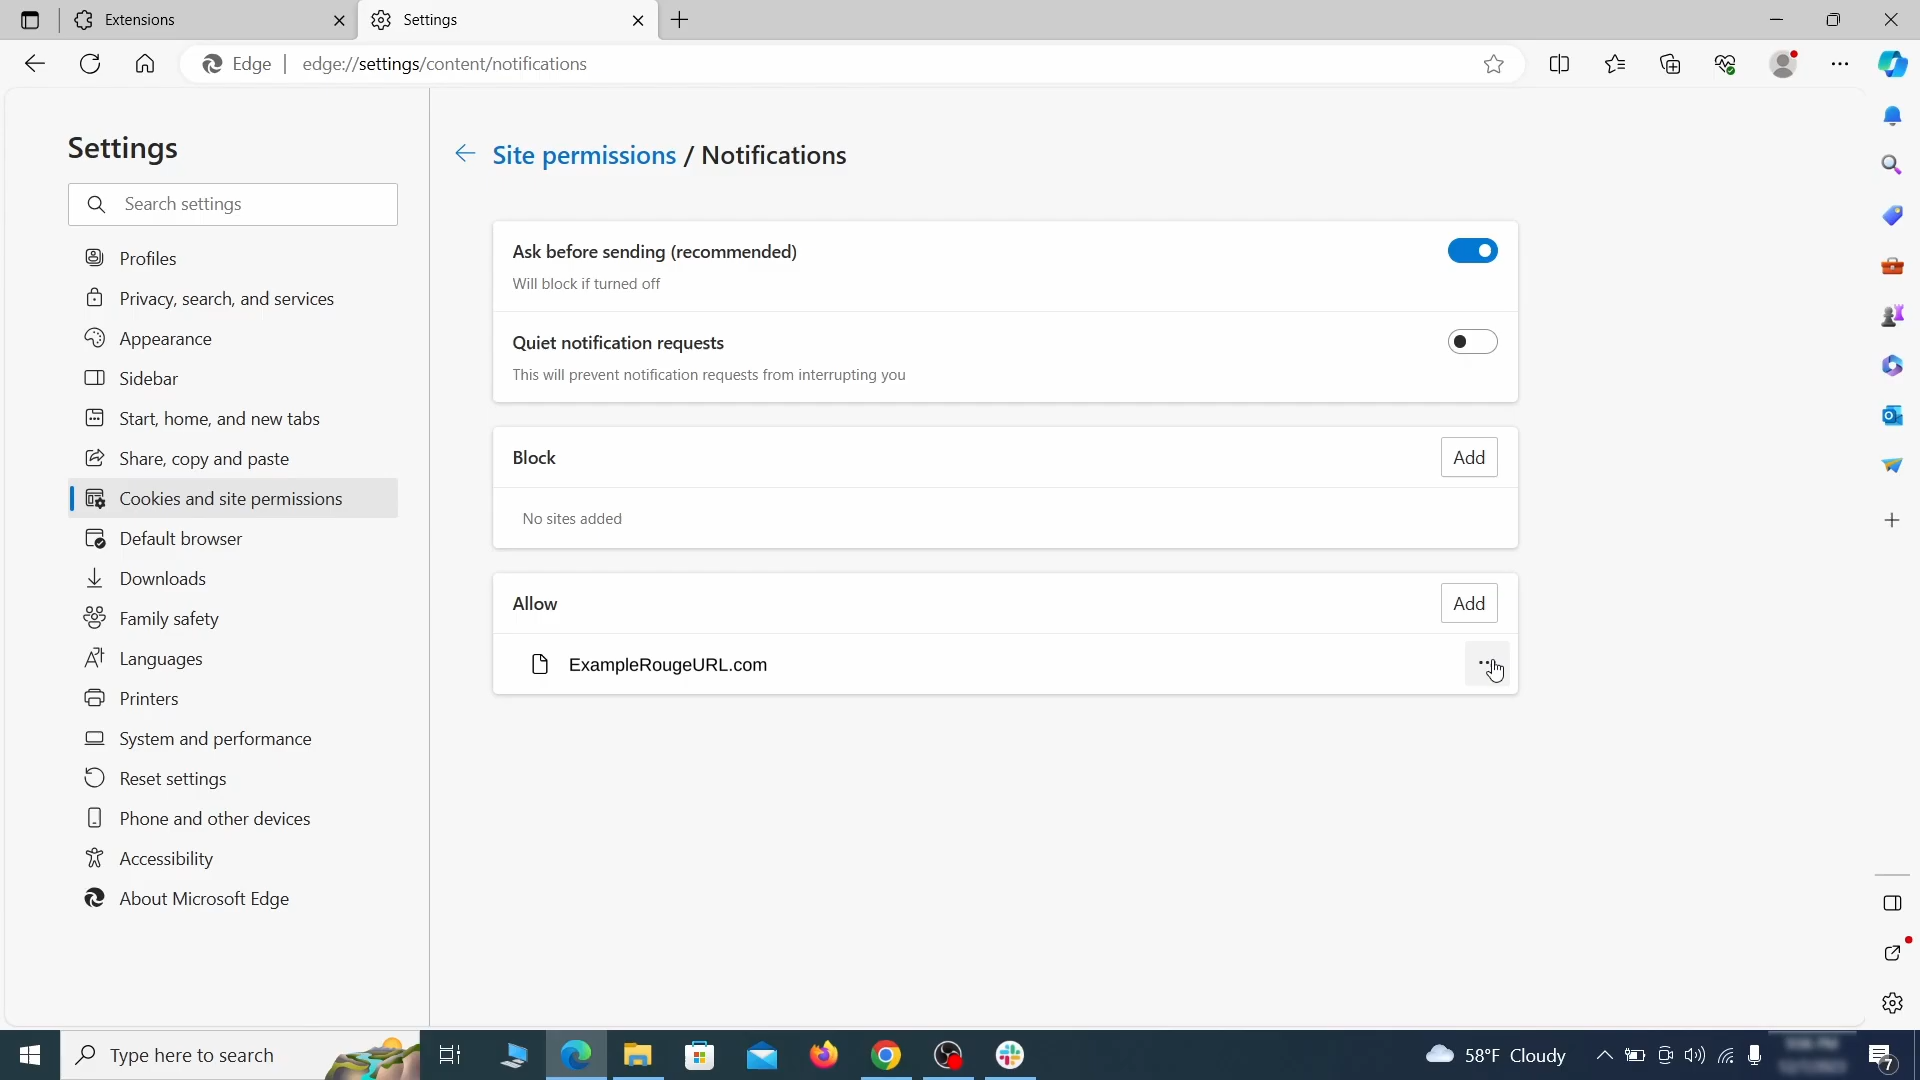 Extensions
Settings
Edge
edge://settings/content/notifications
Settings
Search settings
Profiles
Privacy, search, and services
Appearance
Sidebar
Start, home, and new tabs
Share, copy and paste
Cookies and site permissions
Default browser
Downloads
Family safety
Languages
Printers
System and performance
Reset settings
Phone and other devices
Accessibility
About Microsoft Edge
Site permissions / Notifications
Ask before sending (recommended)
Will block if turned off
Quiet notification requests
This will prevent notification requests from interrupting you
Block
Add
No sites added
Allow
Add
ExampleRougeURL.com
Type here to search
58°F Cloudy
7